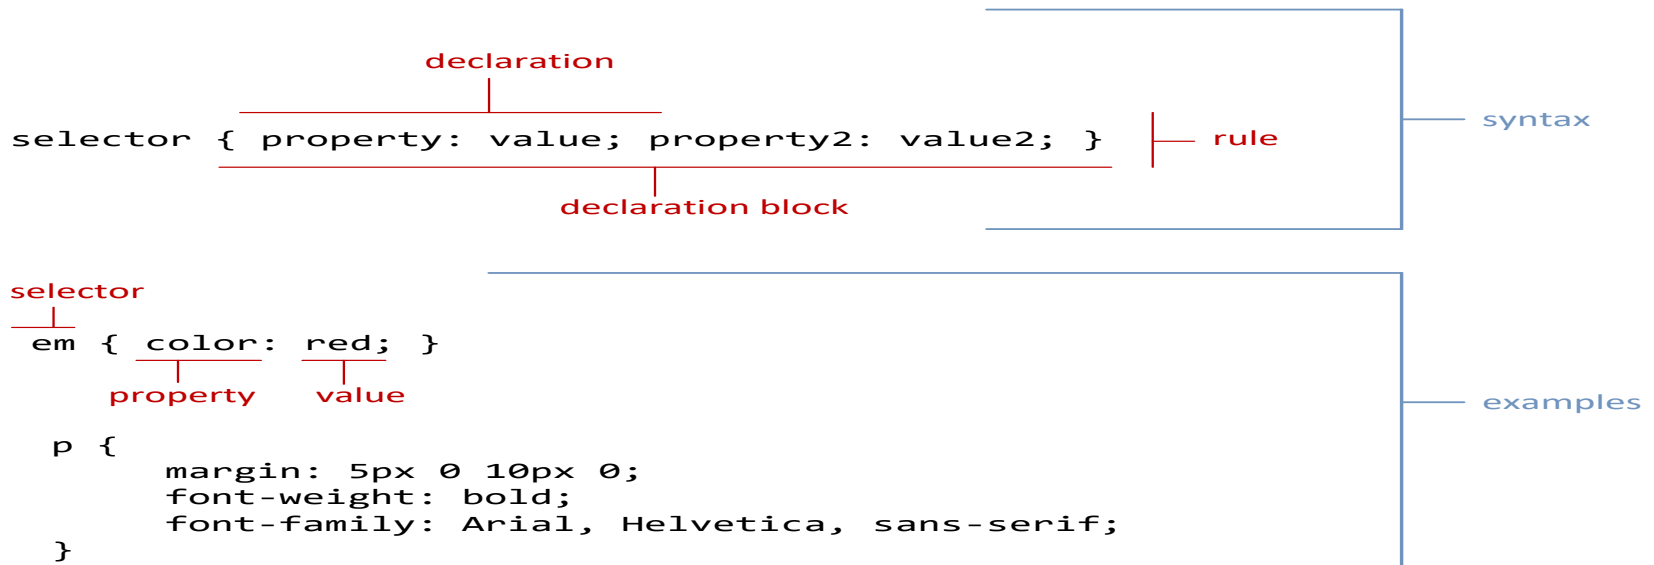 declaration
selector { property: value; property2: value2; }
rule
syntax
declaration block
selector
em { color: red; }
property value
examples
p {
margin: 5px 0 10px 0;
font-weight: bold;
font-family: Arial, Helvetica, sans-serif;
}